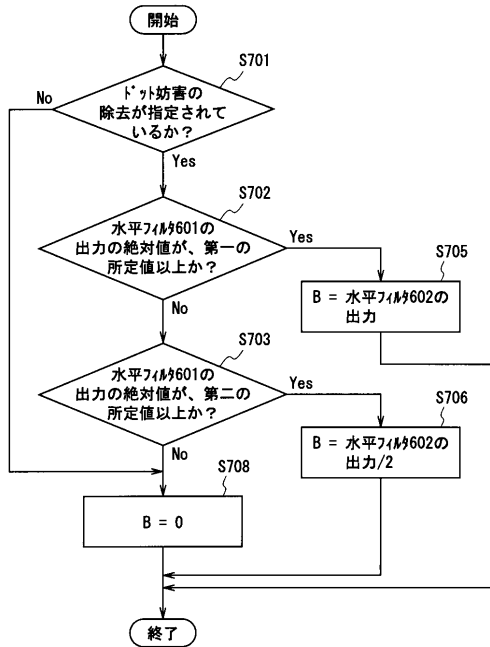 開始
S701
ﾄﾞｯﾄ妨害の
除去が指定されて
いるか？
No
Yes
S702
水平ﾌｨﾙﾀ601の
出力の絶対値が、第一の
所定値以上か？
Yes
No
S705
B = 水平ﾌｨﾙﾀ602の
出力
S703
水平ﾌｨﾙﾀ601の
出力の絶対値が、第二の
所定値以上か？
Yes
No
S706
B = 水平ﾌｨﾙﾀ602の
出力/2
S708
B = 0
終了